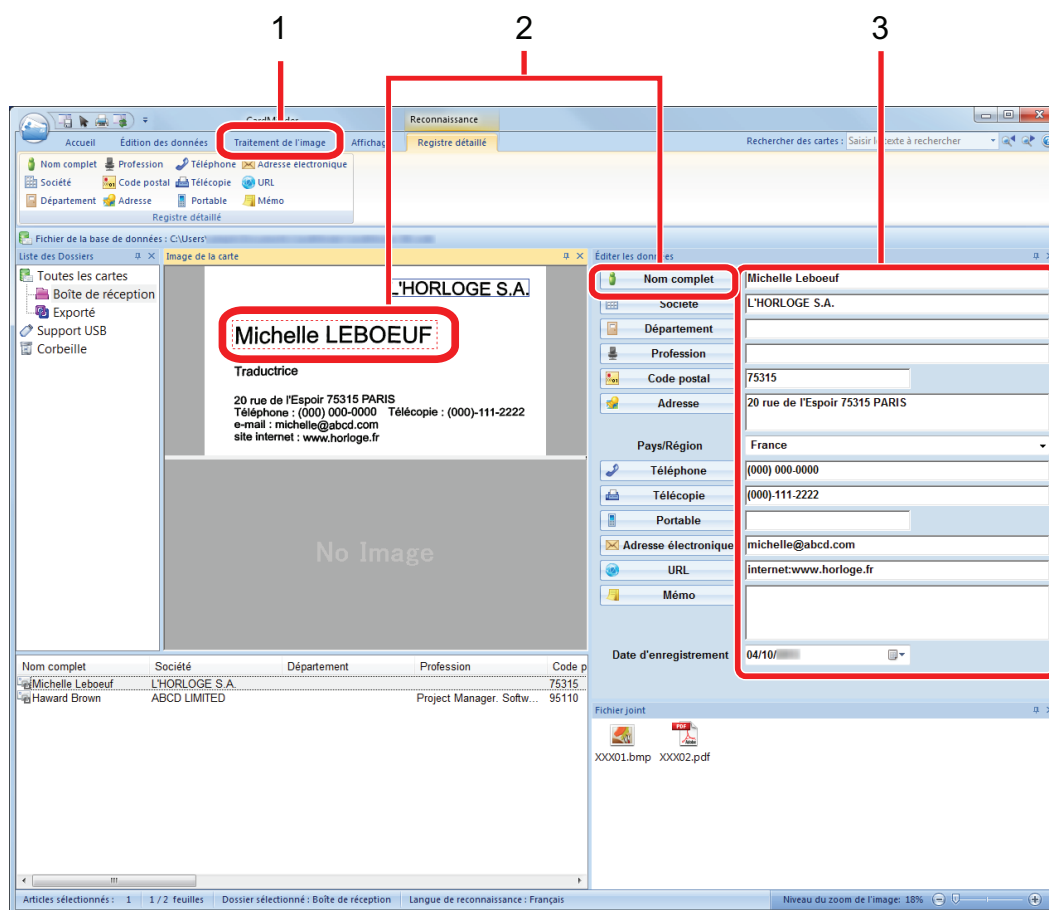 1 2 3
CardMinder Reconnaissance
Accueil Édition des données Traitement de l'image Affichage Registre détaillé Rechercher des cartes : Saisir le texte à rechercher
Nom complet Profession Téléphone Adresse électronique
Société Code postal Télécopie URL
Département Adresse Portable Mémo
Registre détaillé
Fichier de la base de données : C:\Users\
Liste des Dossiers
Toutes les cartes
Boîte de réception
Exporté
Support USB
Corbeille
Image de la carte
L'HORLOGE S.A.
Michelle LEBOEUF
Traductrice
20 rue de l'Espoir 75315 PARIS
Téléphone : (000) 000-0000 Télécopie : (000)-111-2222
e-mail : michelle@abcd.com
site internet : www.horloge.fr
No Image
Éditer les données
Nom complet Michelle Leboeuf
Société L'HORLOGE S.A.
Département
Profession
Code postal 75315
Adresse 20 rue de l'Espoir 75315 PARIS
Pays/Région France
Téléphone (000) 000-0000
Télécopie (000)-111-2222
Portable
Adresse électronique michelle@abcd.com
URL internet:www.horloge.fr
Mémo
Date d'enregistrement 04/10/
Nom complet Société Département Profession Code p
Michelle Leboeuf L'HORLOGE S.A. 75315
Haward Brown ABCD LIMITED Project Manager. Softw... 95110
Fichier joint
PDF
Adobe
XXX01.bmp XXX02.pdf
Articles sélectionnés : 1 1 / 2 feuilles Dossier sélectionné : Boîte de réception Langue de reconnaissance : Français Niveau du zoom de l'image: 18%